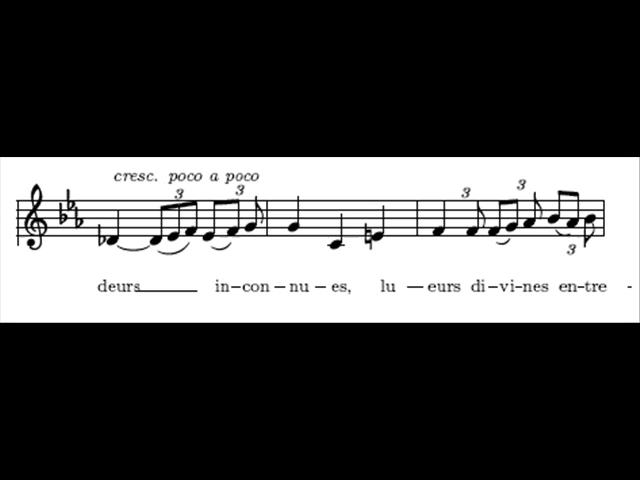 cresc. poco a poco
3 3 3 3
3
deurs in-con-nu-es, lu-eurs di-vi-nes en-tre -